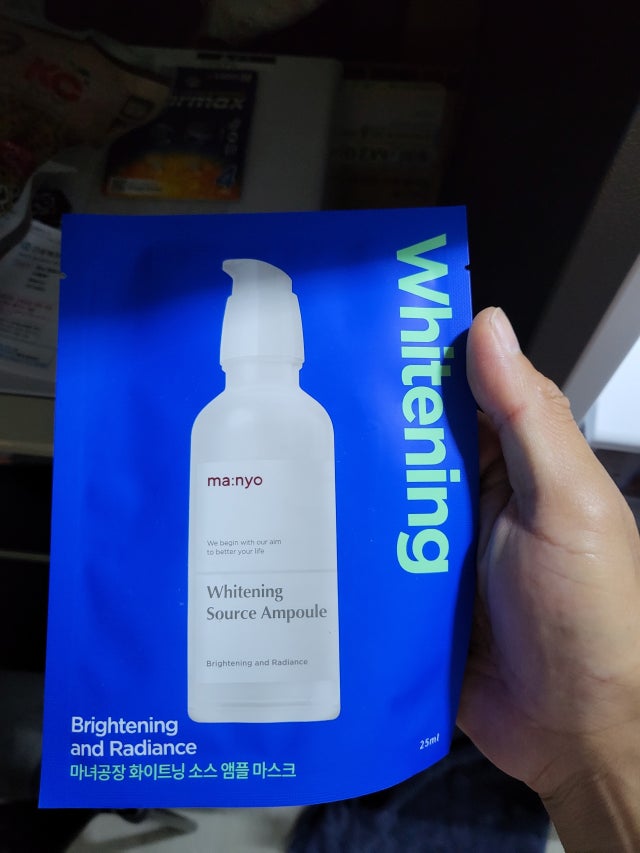 KC
Whitening
ma:nyo
We begin with our aim
to better your life
Whitening
Source Ampoule
Brightening and Radiance
Brightening
and Radiance
마녀공장 화이트닝 소스 앰플 마스크
25ml